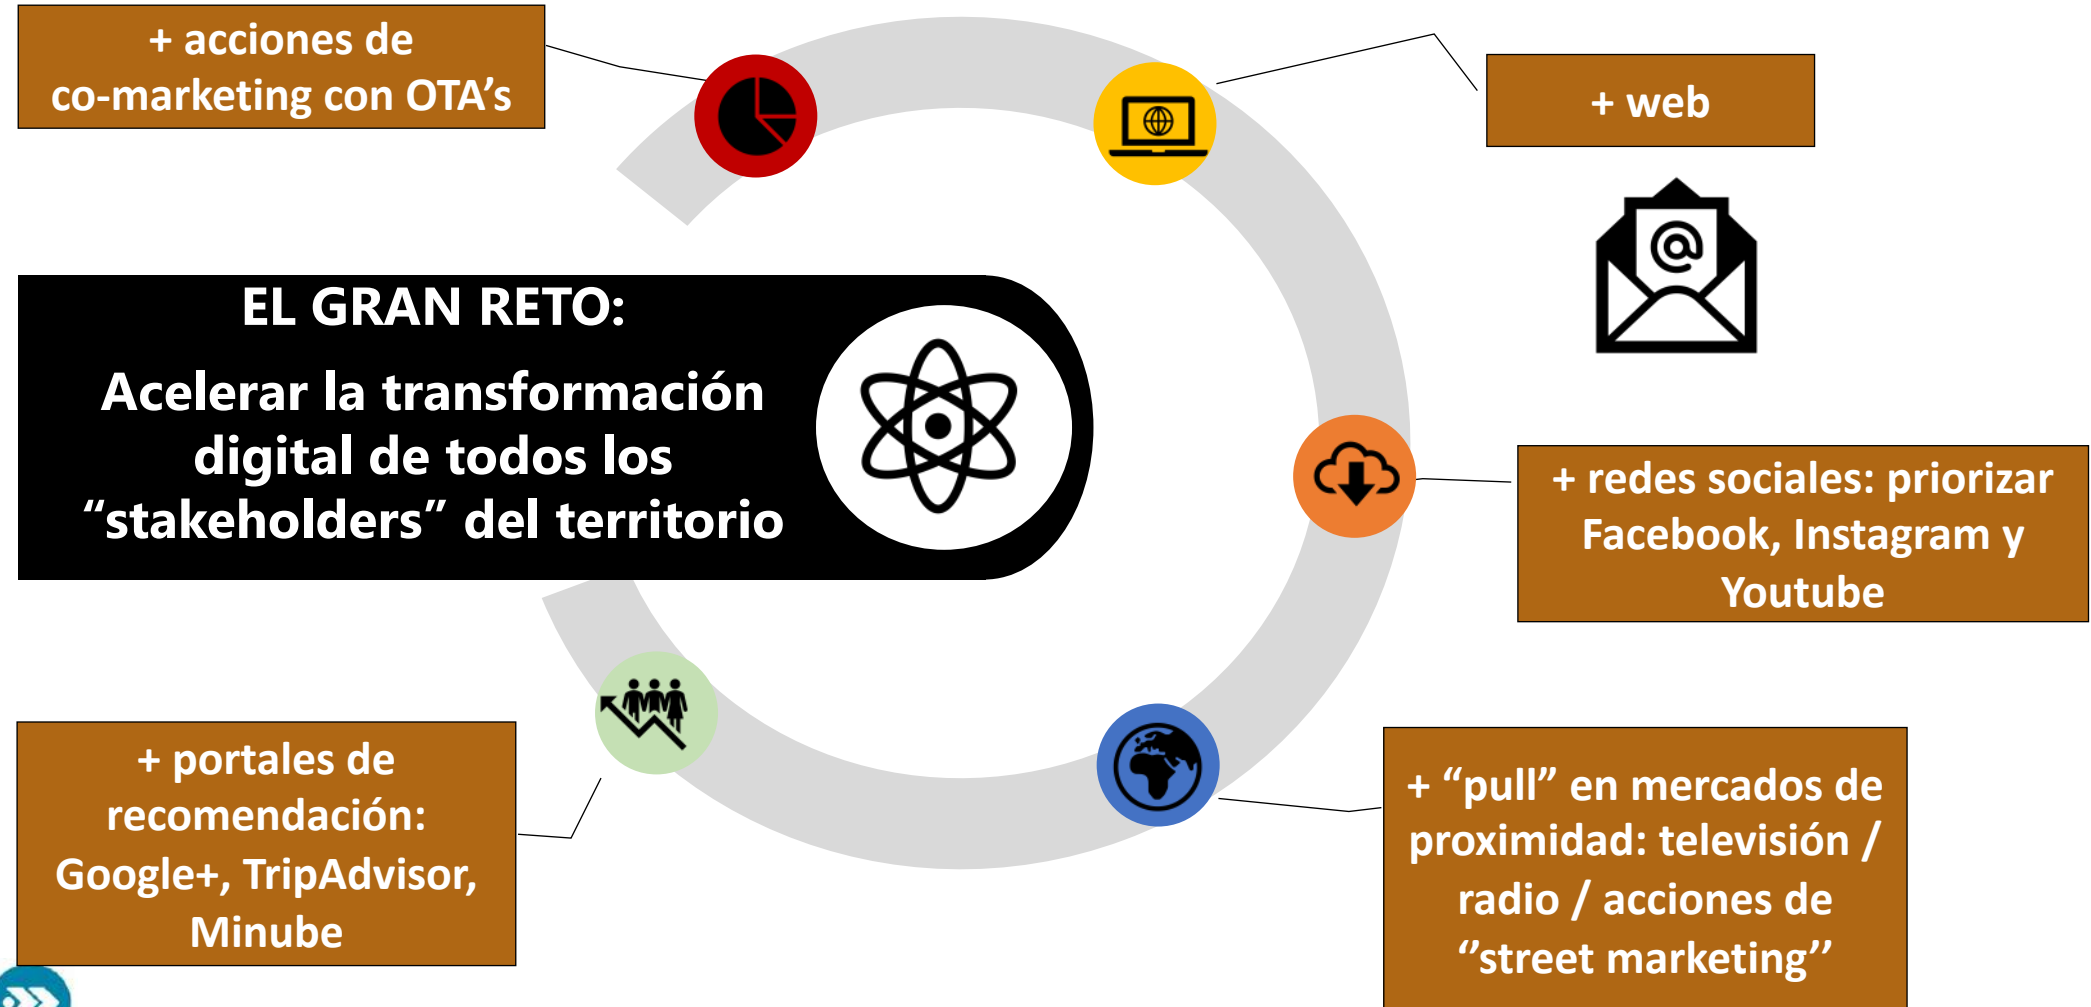 + acciones de
co-marketing con OTA’s
+ web
@
EL GRAN RETO:
Acelerar la transformación
digital de todos los
“stakeholders” del territorio
+ redes sociales: priorizar
Facebook, Instagram y
Youtube
+ portales de
recomendación:
Google+, TripAdvisor,
Minube
+ “pull” en mercados de
proximidad: televisión /
radio / acciones de
‘’street marketing’’